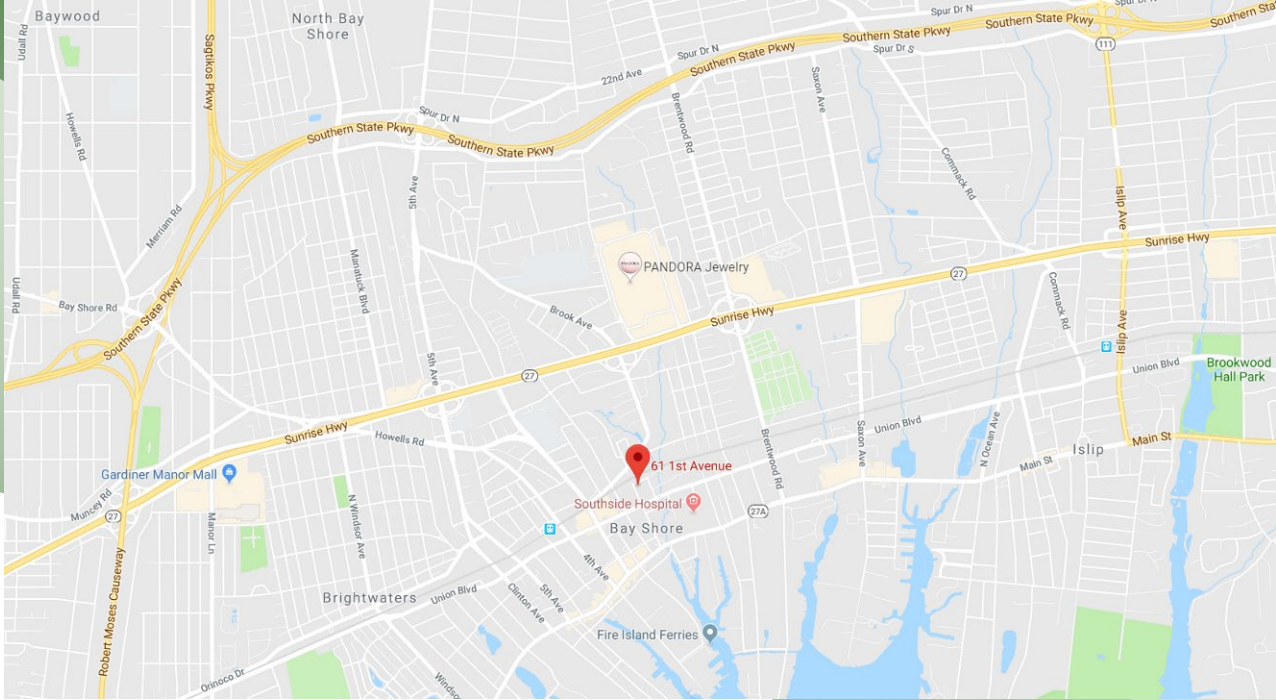 Baywood
North Bay
Shore
Udall Rd
Sagtikos Pkwy
Spur Dr N
Southern State Pkwy
Spur Dr N
Southern State Pkwy
Southern State Pkwy
Spur Dr S
111
Southern State Pkwy
22nd Ave
Saxon Ave
Brentwood Rd
Howells Rd
Spur Dr N
Southern State Pkwy
Southern State Pkwy
Commack Rd
5th Ave
Islip Ave
Merriam Rd
Sunrise Hwy
PANDORA Jewelry
27
Manatuck Blvd
Udall Rd
Bay Shore Rd
Southern State Pkwy
Brook Ave
Sunrise Hwy
Commack Rd
Islip Ave
5th Ave
27
Union Blvd
Brookwood
Hall Park
Sunrise Hwy
Howells Rd
Brentwood Rd
Saxon Ave
Union Blvd
N Ocean Ave
Islip
Main St
Main St
61 1st Avenue
Gardiner Manor Mall
Muncey Rd
27
Manor Ln
N Windsor Ave
Southside Hospital
27A
Bay Shore
4th Ave
5th Ave
Clinton Ave
Union Blvd
Brightwaters
Robert Moses Causeway
Fire Island Ferries
Orinoco Dr